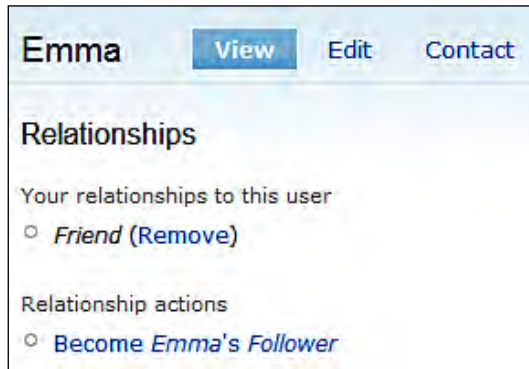 Emma View Edit Contact
Relationships
Your relationships to this user
Friend (Remove)
Relationship actions
Become Emma's Follower